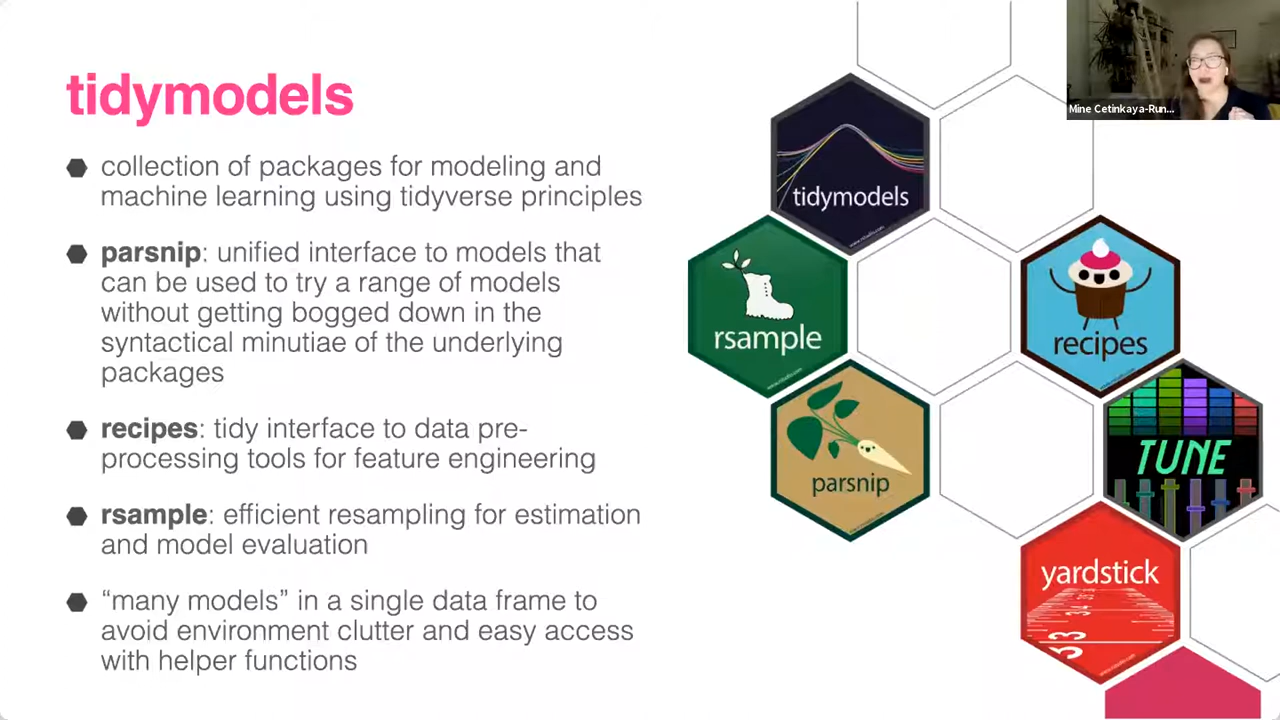 tidymodels
collection of packages for modeling and
machine learning using tidyverse principles
parsnip: unified interface to models that
can be used to try a range of models
without getting bogged down in the
syntactical minutiae of the underlying
packages
recipes: tidy interface to data pre-
processing tools for feature engineering
rsample: efficient resampling for estimation
and model evaluation
“many models” in a single data frame to
avoid environment clutter and easy access
with helper functions
Mine Cetinkaya-Run...
tidymodels
rsample
recipes
parsnip
TUNE
yardstick